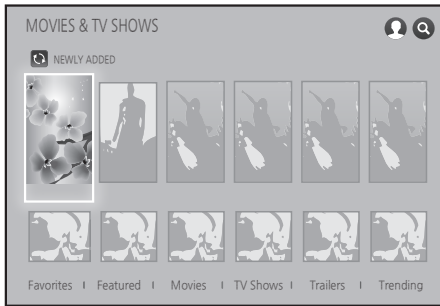 MOVIES & TV SHOWS
NEWLY ADDED
Favorites I Featured I Movies I TV Shows I Trailers I Trending